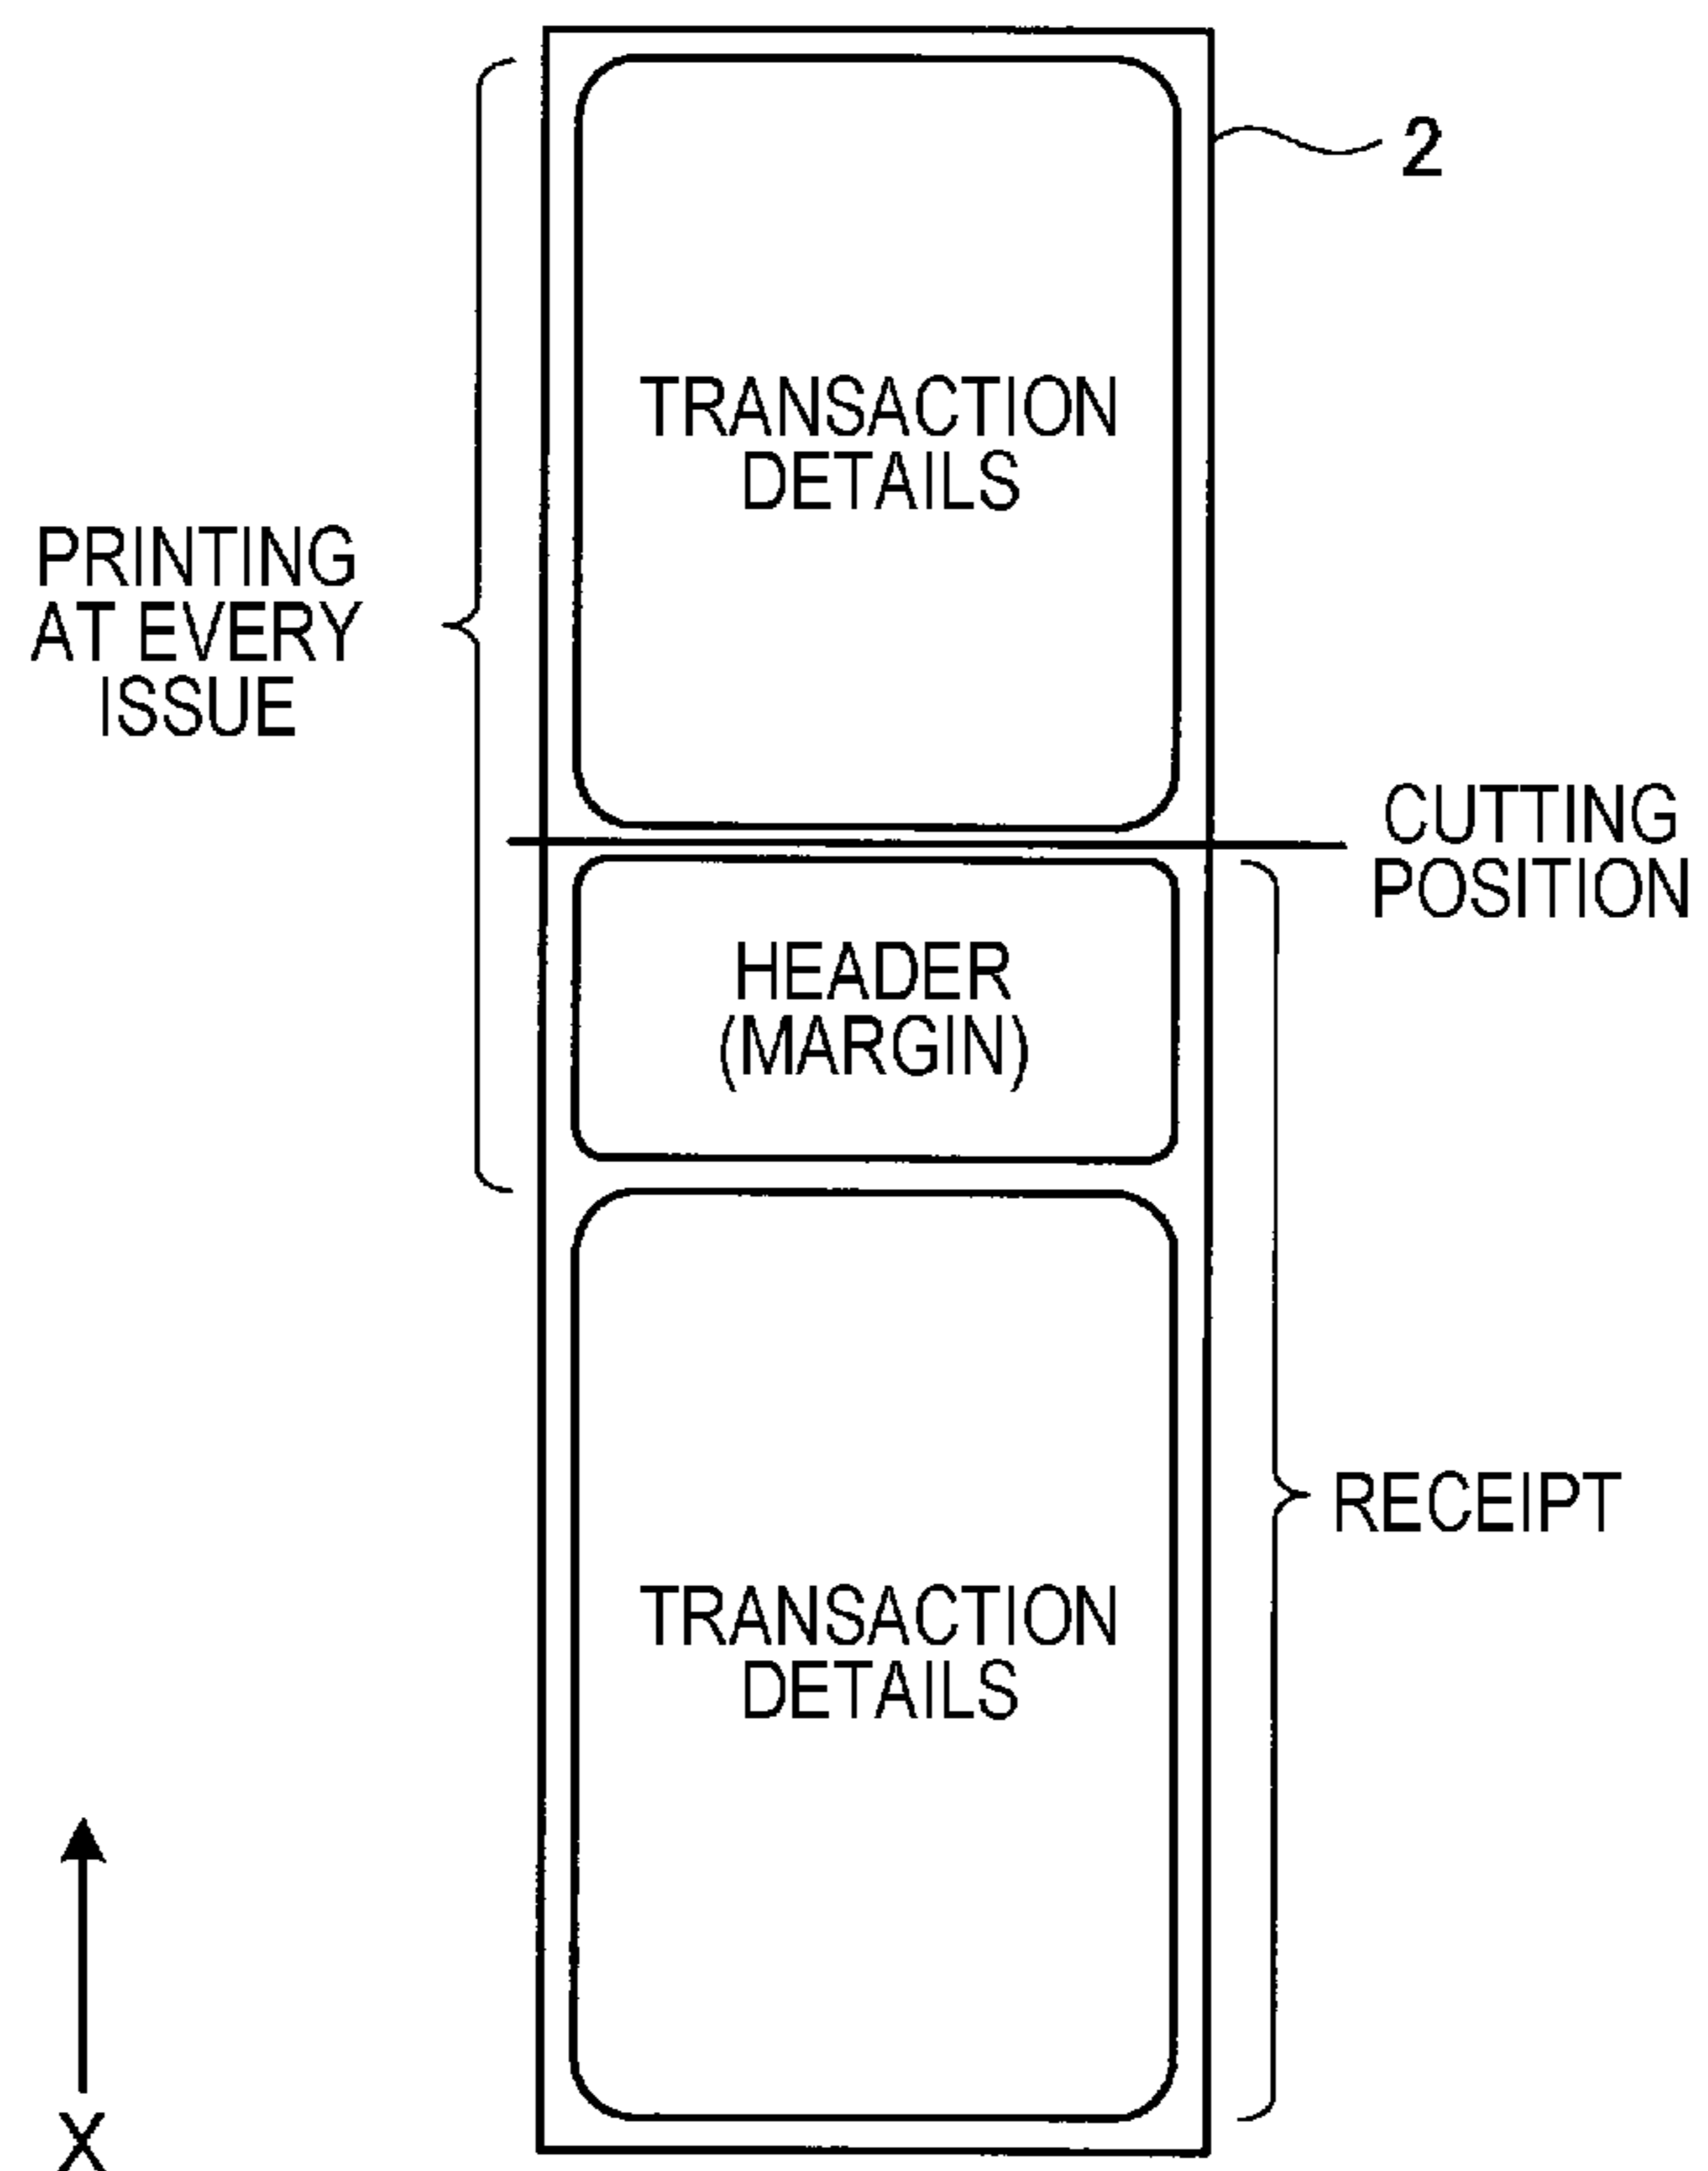 2
TRANSACTION
DETAILS
PRINTING
AT EVERY
ISSUE
CUTTING
POSITION
HEADER
(MARGIN)
RECEIPT
TRANSACTION
DETAILS
X